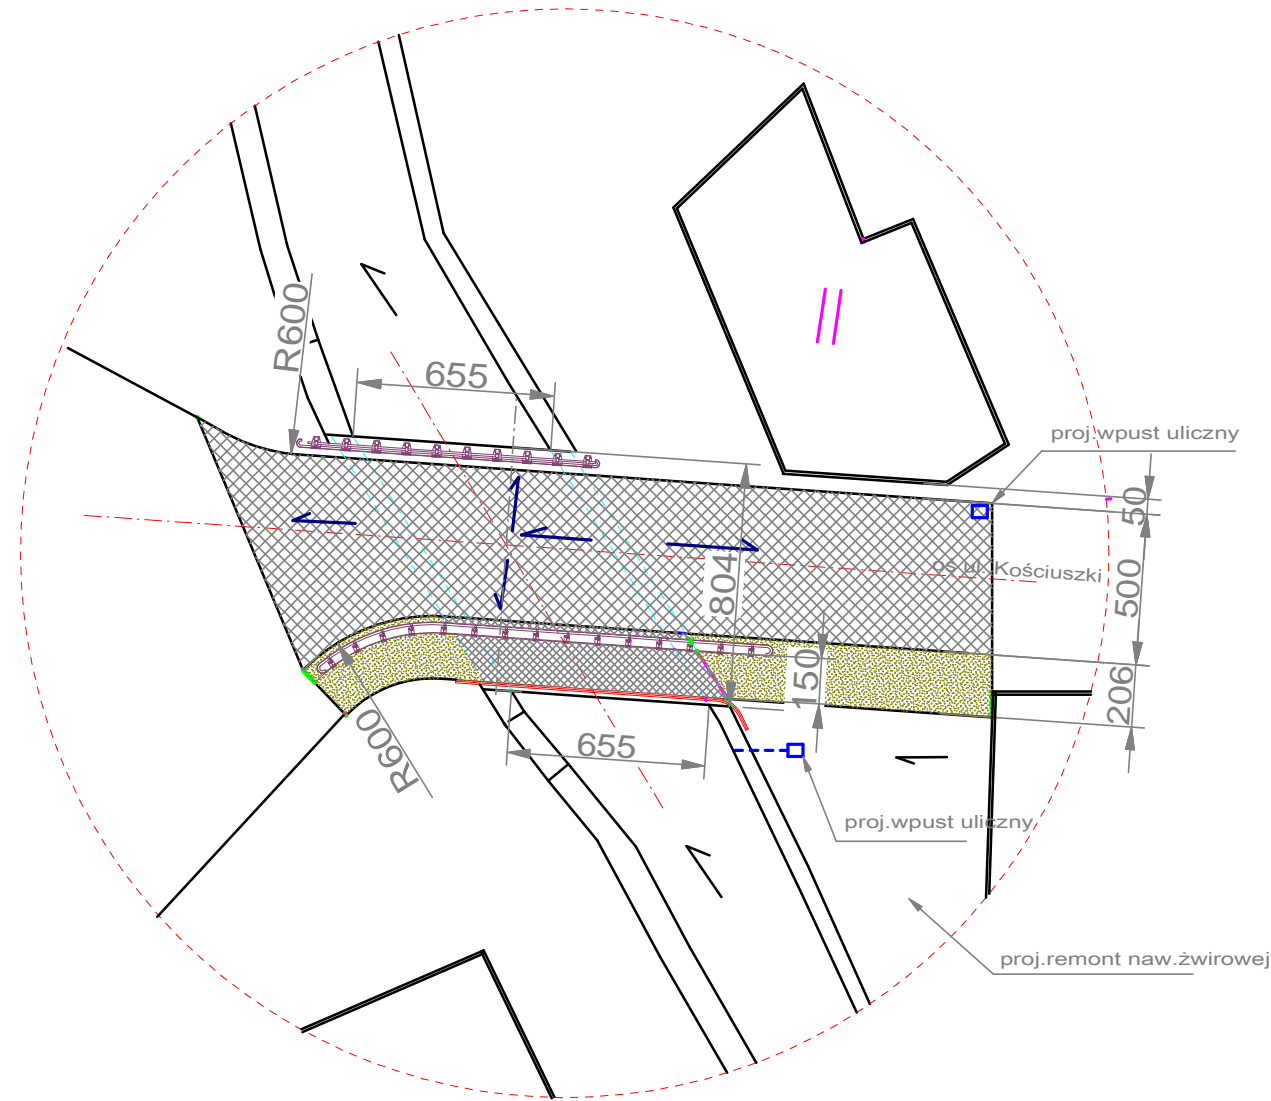 R600
655
proj.wpust uliczny
50
oś ul. Kościuszki
500
804
150
206
R600
655
proj.wpust uliczny
proj.remont naw.żwirowej